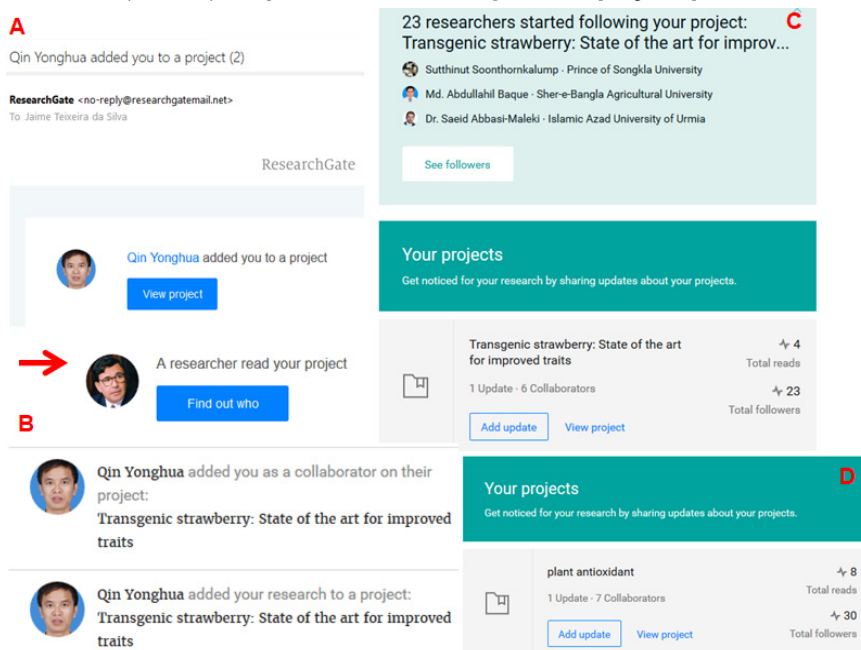 A
Qin Yonghua added you to a project (2)
ResearchGate <no-reply@researchgatemail.net>
To Jaime Teixeira da Silva
ResearchGate
Qin Yonghua added you to a project
View project
A researcher read your project
Find out who
B
Qin Yonghua added you as a collaborator on their
project:
Transgenic strawberry: State of the art for improved
traits
Qin Yonghua added your research to a project:
Transgenic strawberry: State of the art for improved
traits
C
23 researchers started following your project:
Transgenic strawberry: State of the art for improv...
Sutthinut Soonthornkalump · Prince of Songkla University
Md. Abdullahil Baque · Sher-e-Bangla Agricultural University
Dr. Saeid Abbasi-Maleki · Islamic Azad University of Urmia
See followers
Your projects
Get noticed for your research by sharing updates about your projects.
Transgenic strawberry: State of the art
for improved traits
4
Total reads
1 Update · 6 Collaborators
23
Total followers
Add update View project
D
Your projects
Get noticed for your research by sharing updates about your projects.
plant antioxidant
8
Total reads
1 Update · 7 Collaborators
30
Total followers
Add update View project